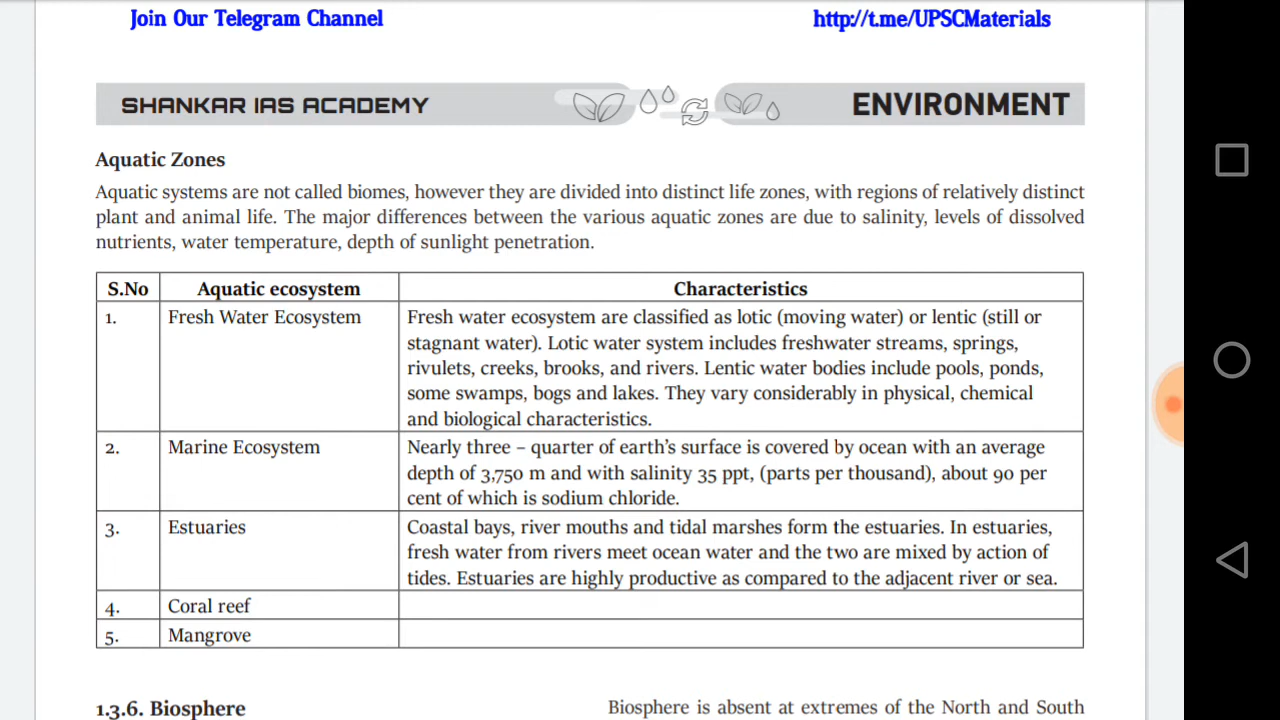 Join Our Telegram Channel http://t.me/UPSCMaterials
SHANKAR IAS ACADEMY ENVIRONMENT
Aquatic Zones
Aquatic systems are not called biomes, however they are divided into distinct life zones, with regions of relatively distinct
plant and animal life. The major differences between the various aquatic zones are due to salinity, levels of dissolved
nutrients, water temperature, depth of sunlight penetration.
S.No Aquatic ecosystem Characteristics
1. Fresh Water Ecosystem Fresh water ecosystem are classified as lotic (moving water) or lentic (still or
stagnant water). Lotic water system includes freshwater streams, springs,
rivulets, creeks, brooks, and rivers. Lentic water bodies include pools, ponds,
some swamps, bogs and lakes. They vary considerably in physical, chemical
and biological characteristics.
2. Marine Ecosystem Nearly three – quarter of earth's surface is covered by ocean with an average
depth of 3,750 m and with salinity 35 ppt, (parts per thousand), about 90 per
cent of which is sodium chloride.
3. Estuaries Coastal bays, river mouths and tidal marshes form the estuaries. In estuaries,
fresh water from rivers meet ocean water and the two are mixed by action of
tides. Estuaries are highly productive as compared to the adjacent river or sea.
4. Coral reef
5. Mangrove
1.3.6. Biosphere Biosphere is absent at extremes of the North and South